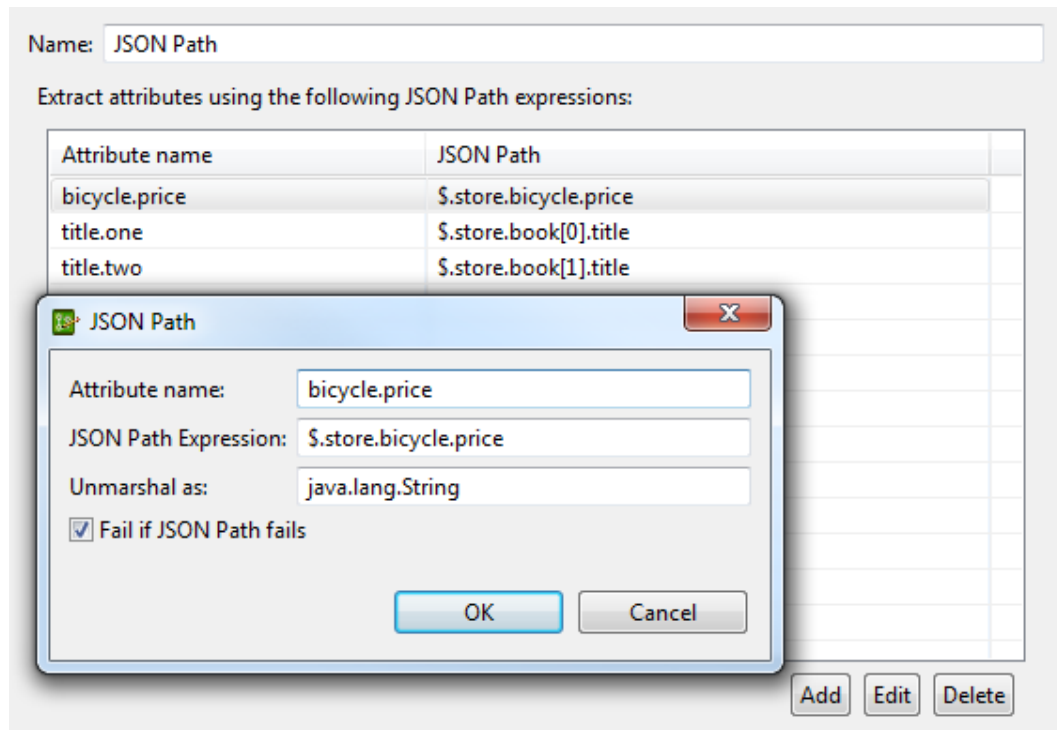 Name: JSON Path
Extract attributes using the following JSON Path expressions:
Attribute name JSON Path
bicycle.price $.store.bicycle.price
title.one $.store.book[0].title
title.two $.store.book[1].title
JSON Path
Attribute name: bicycle.price
JSON Path Expression: $.store.bicycle.price
Unmarshal as: java.lang.String
Fail if JSON Path fails
OK Cancel
Add Edit Delete